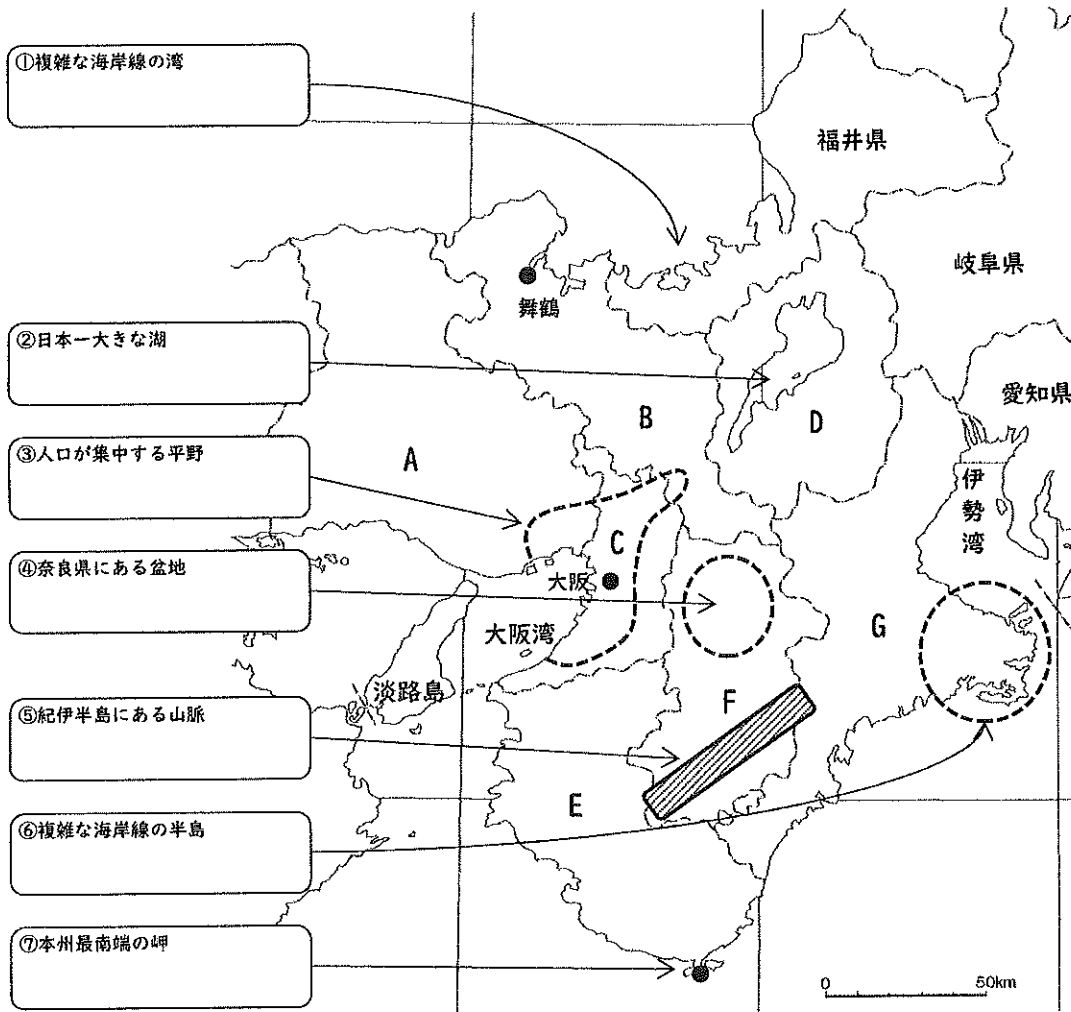 ①複雑な海岸線の湾
福井県
岐阜県
舞鶴
②日本一大きな湖
愛知県
B
D
③人口が集中する平野
A
伊勢湾
C
④奈良県にある盆地
大阪
G
大阪湾
淡路島
F
⑤紀伊半島にある山脈
E
⑥複雑な海岸線の半島
⑦本州最南端の岬
0 50km